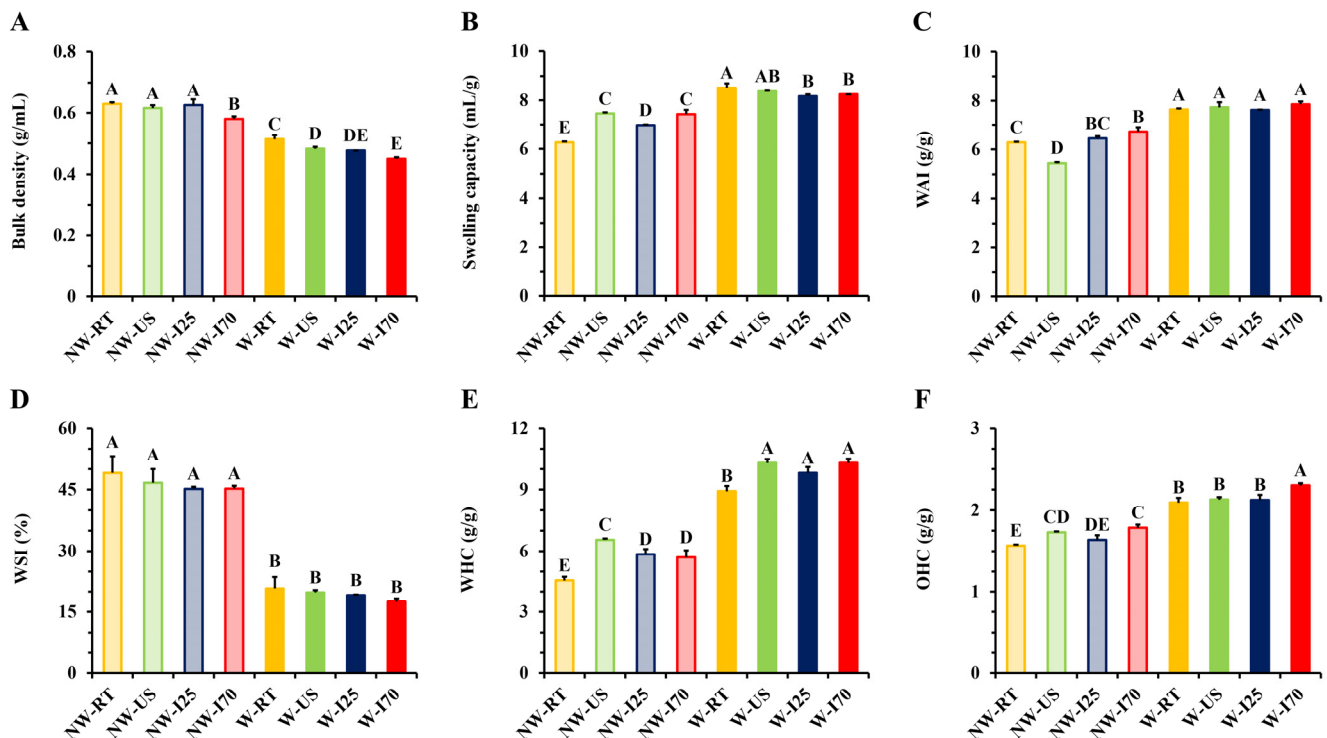 A
Bulk density (g/mL)
0.8
0.6
0.4
0.2
0
A A A B C D DE E
NW-RT NW-US NW-I25 NW-I70 W-RT W-US W-I25 W-I70
B
Swelling capacity (mL/g)
10
8
6
4
2
0
E C D C A AB B B
NW-RT NW-US NW-I25 NW-I70 W-RT W-US W-I25 W-I70
C
WAI (g/g)
10
8
6
4
2
0
C D BC B A A A A
NW-RT NW-US NW-I25 NW-I70 W-RT W-US W-I25 W-I70
D
WSI (%)
60
45
30
15
0
A A A A B B B B
NW-RT NW-US NW-I25 NW-I70 W-RT W-US W-I25 W-I70
E
WHC (g/g)
12
9
6
3
0
E C D D B A A A
NW-RT NW-US NW-I25 NW-I70 W-RT W-US W-I25 W-I70
F
OHC (g/g)
3
2
1
0
E CD DE C B B B A
NW-RT NW-US NW-I25 NW-I70 W-RT W-US W-I25 W-I70